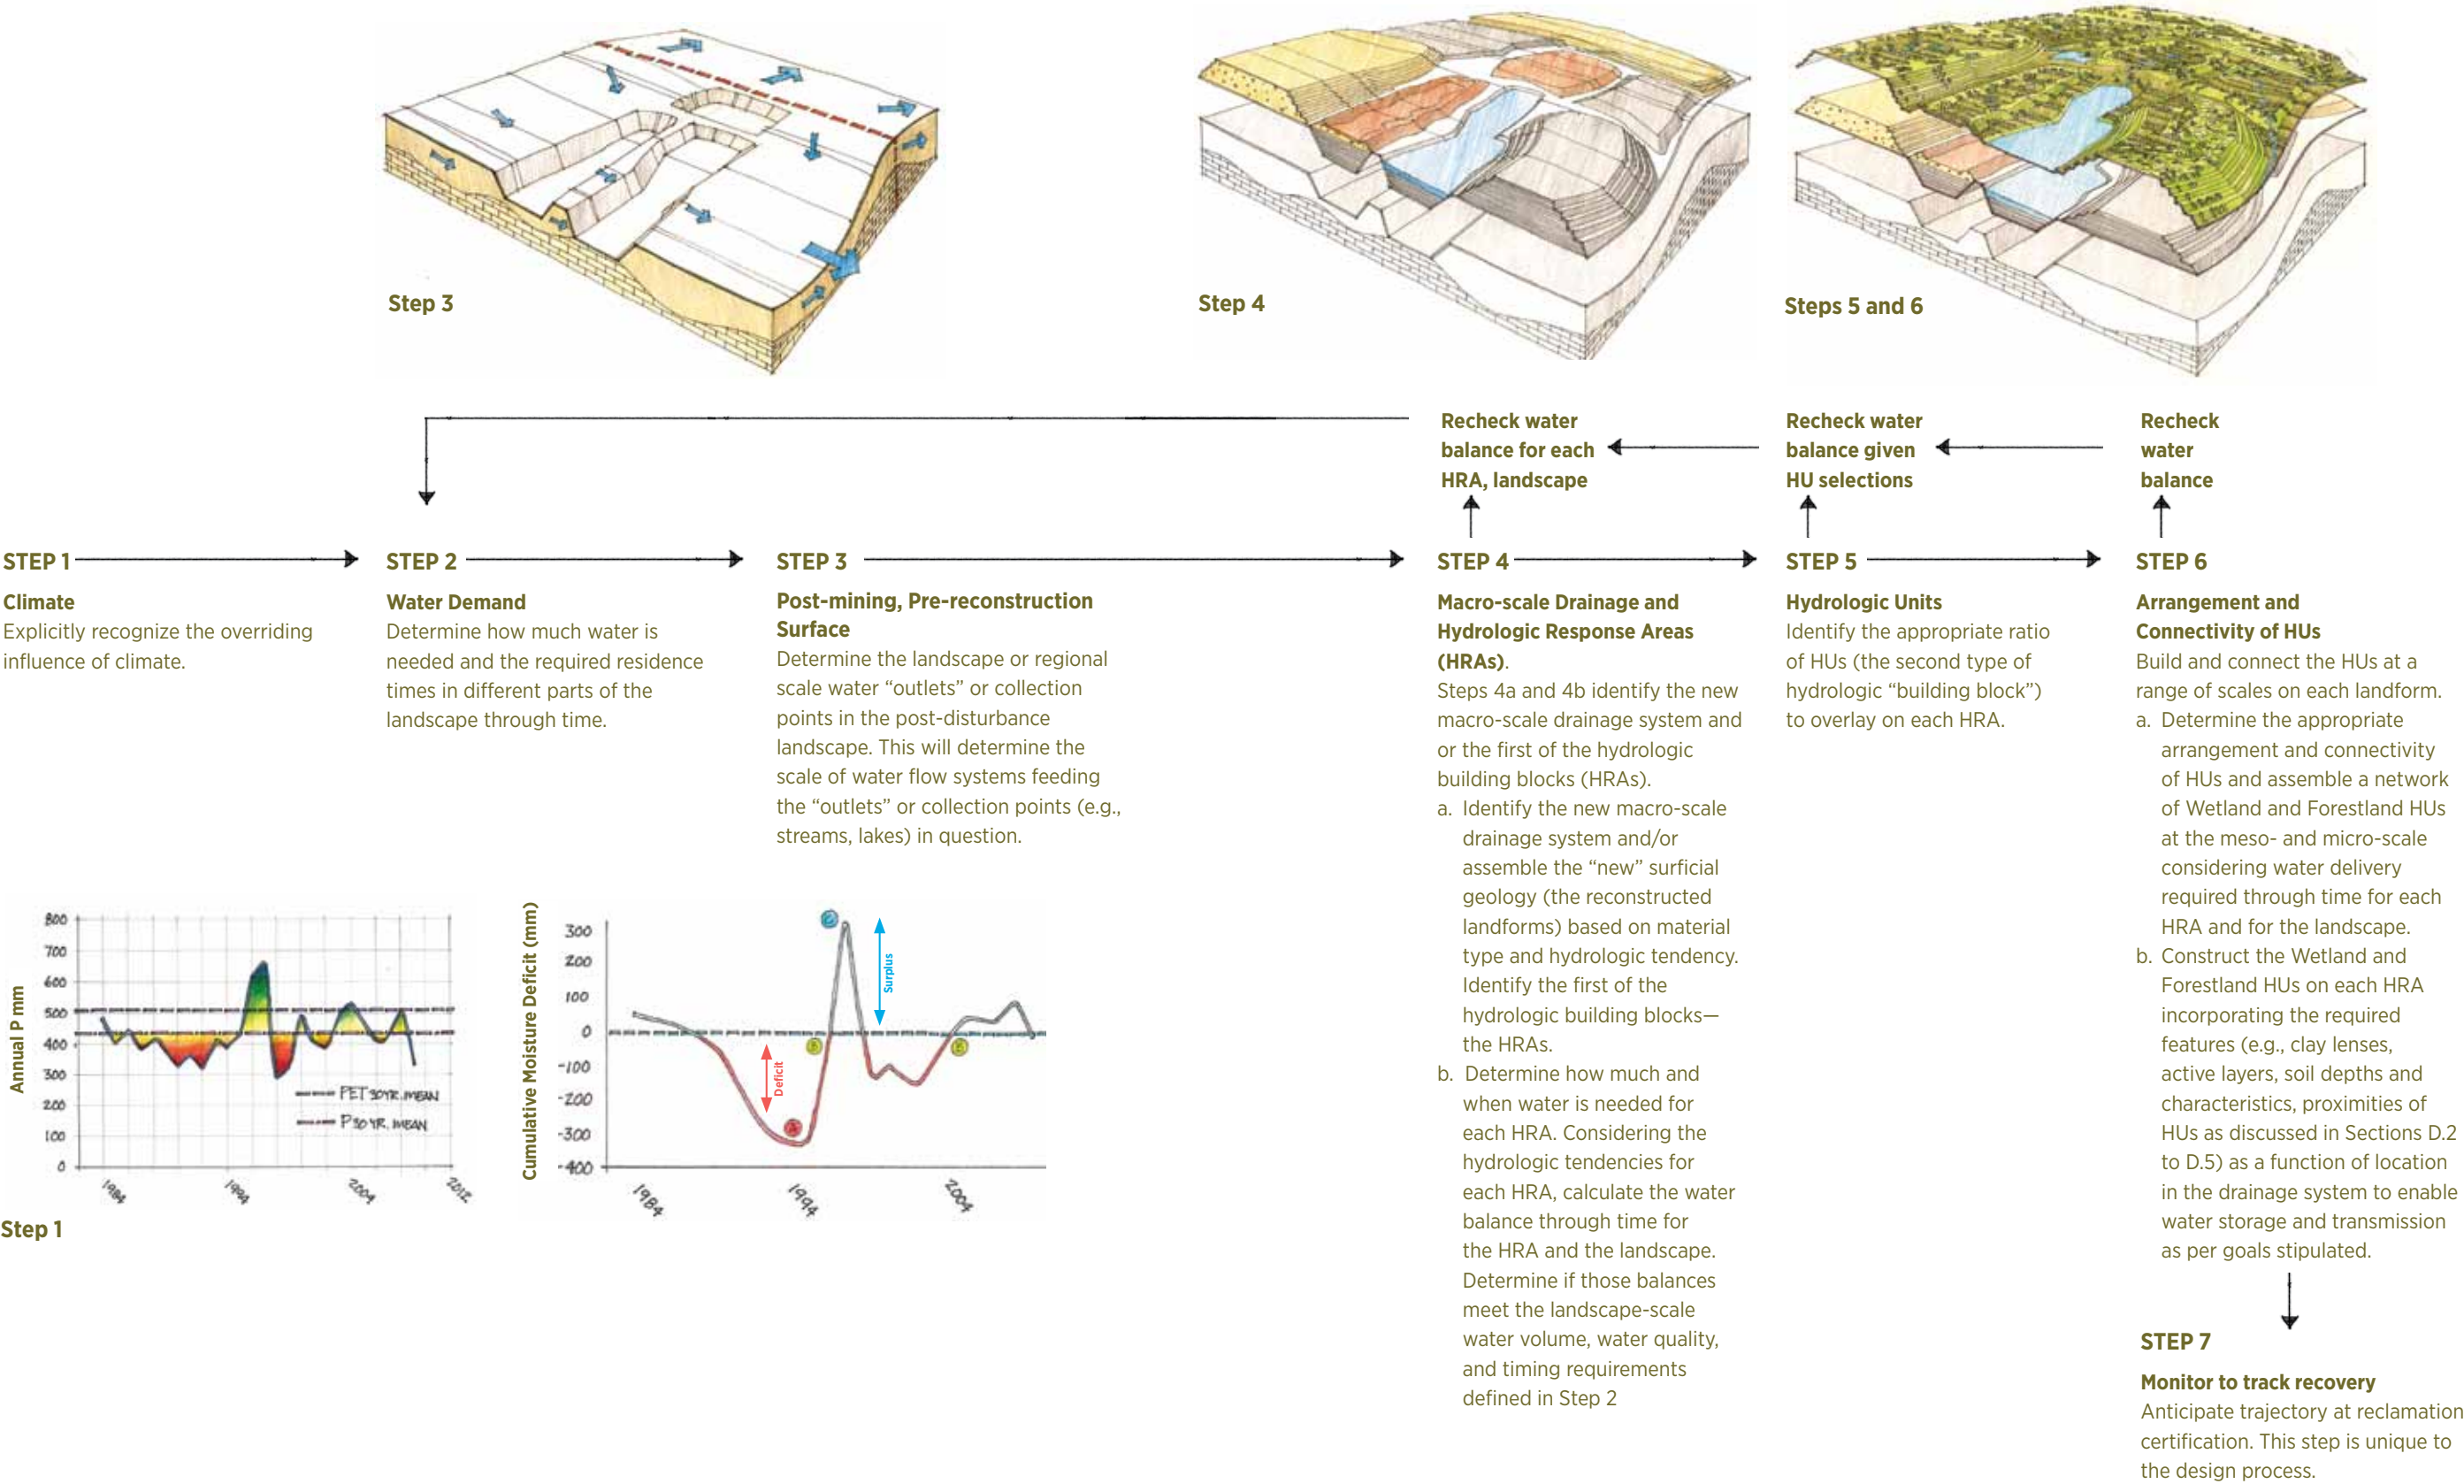 Step 3
Step 4
Steps 5 and 6
Recheck water
balance for each
HRA, landscape
Recheck water
balance given
HU selections
Recheck
water
balance
STEP 1
Climate
Explicitly recognize the overriding
influence of climate.
STEP 2
Water Demand
Determine how much water is
needed and the required residence
times in different parts of the
landscape through time.
STEP 3
Post-mining, Pre-reconstruction
Surface
Determine the landscape or regional
scale water “outlets” or collection
points in the post-disturbance
landscape. This will determine the
scale of water flow systems feeding
the “outlets” or collection points (e.g.,
streams, lakes) in question.
STEP 4
Macro-scale Drainage and
Hydrologic Response Areas
(HRAs).
Steps 4a and 4b identify the new
macro-scale drainage system and
or the first of the hydrologic
building blocks (HRAs).
a. Identify the new macro-scale
drainage system and/or
assemble the “new” surficial
geology (the reconstructed
landforms) based on material
type and hydrologic tendency.
Identify the first of the
hydrologic building blocks—
the HRAs.
b. Determine how much and
when water is needed for
each HRA. Considering the
hydrologic tendencies for
each HRA, calculate the water
balance through time for
the HRA and the landscape.
Determine if those balances
meet the landscape-scale
water volume, water quality,
and timing requirements
defined in Step 2
STEP 5
Hydrologic Units
Identify the appropriate ratio
of HUs (the second type of
hydrologic “building block”)
to overlay on each HRA.
STEP 6
Arrangement and
Connectivity of HUs
Build and connect the HUs at a
range of scales on each landform.
a. Determine the appropriate
arrangement and connectivity
of HUs and assemble a network
of Wetland and Forestland HUs
at the meso- and micro-scale
considering water delivery
required through time for each
HRA and for the landscape.
b. Construct the Wetland and
Forestland HUs on each HRA
incorporating the required
features (e.g., clay lenses,
active layers, soil depths and
characteristics, proximities of
HUs as discussed in Sections D.2
to D.5) as a function of location
in the drainage system to enable
water storage and transmission
as per goals stipulated.
STEP 7
Monitor to track recovery
Anticipate trajectory at reclamation
certification. This step is unique to
the design process.
Annual P mm
800
700
600
500
400
300
200
100
0
PET 30YR. MEAN
P 30 YR. MEAN
1984
1994
2004
2012
Step 1
Cumulative Moisture Deficit (mm)
300
200
100
0
-100
-200
-300
-400
Surplus
Deficit
1984
1994
2004